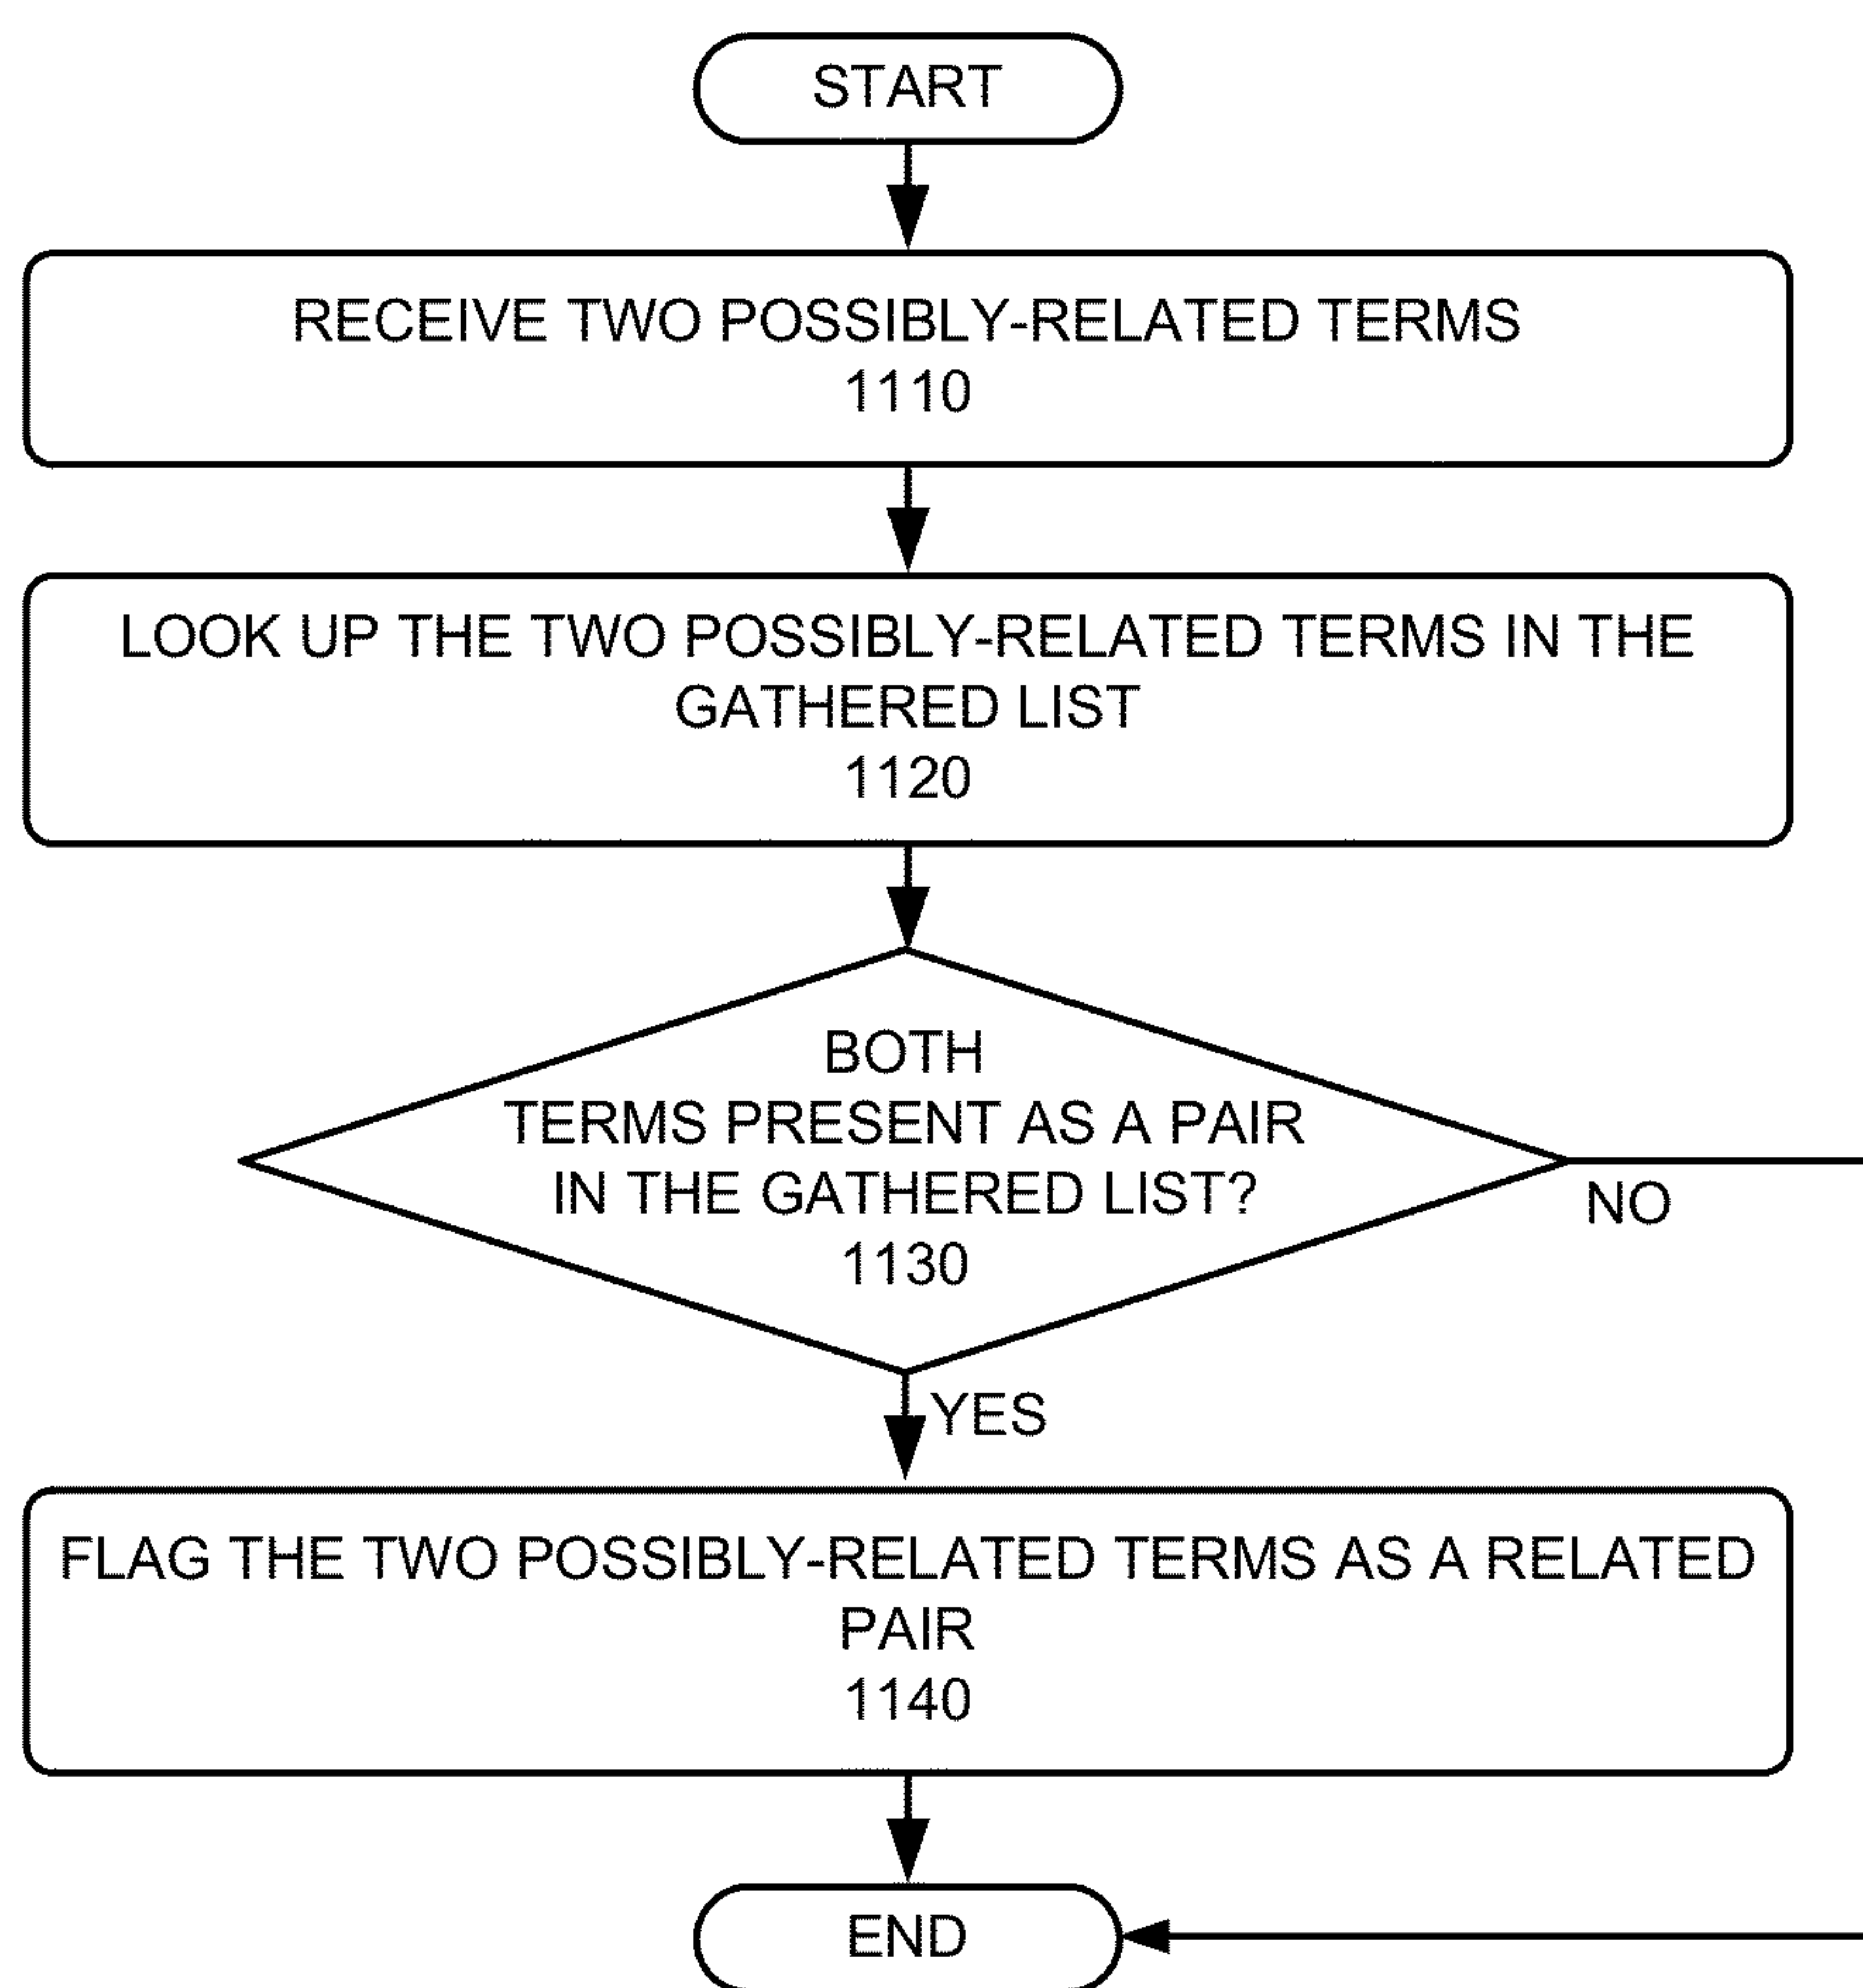 START
RECEIVE TWO POSSIBLY-RELATED TERMS
1110
LOOK UP THE TWO POSSIBLY-RELATED TERMS IN THE
GATHERED LIST
1120
BOTH
TERMS PRESENT AS A PAIR
IN THE GATHERED LIST?
1130
NO
YES
FLAG THE TWO POSSIBLY-RELATED TERMS AS A RELATED
PAIR
1140
END